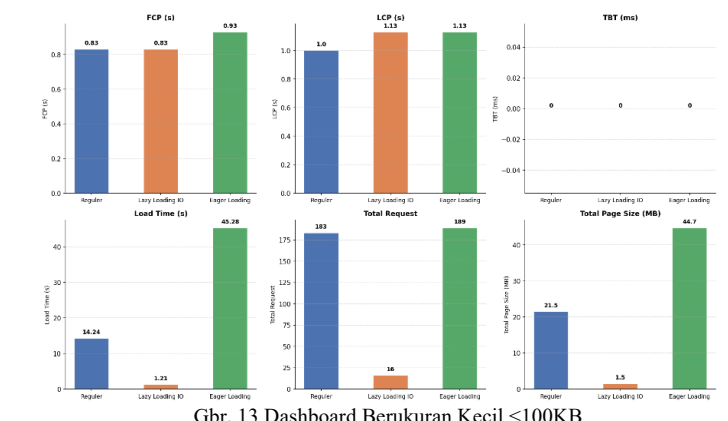 FCP (s)
FCP (s)
0.8
0.6
0.4
0.2
0.0
0.83
0.83
0.93
Reguler
Lazy Loading IO
Eager Loading
LCP (s)
LCP (s)
1.0
0.8
0.6
0.4
0.2
0.0
1.0
1.13
1.13
Reguler
Lazy Loading IO
Eager Loading
TBT (ms)
TBT (ms)
0.04
0.02
0.00
−0.02
−0.04
0
0
0
Reguler
Lazy Loading IO
Eager Loading
Load Time (s)
Load Time (s)
40
30
20
10
0
14.24
1.21
45.28
Reguler
Lazy Loading IO
Eager Loading
Total Request
Total Request
175
150
125
100
75
50
25
0
183
16
189
Reguler
Lazy Loading IO
Eager Loading
Total Page Size (MB)
Total Page Size (MB)
40
30
20
10
0
21.5
1.5
44.7
Reguler
Lazy Loading IO
Eager Loading
Gbr. 13 Dashboard Berukuran Kecil <100KB